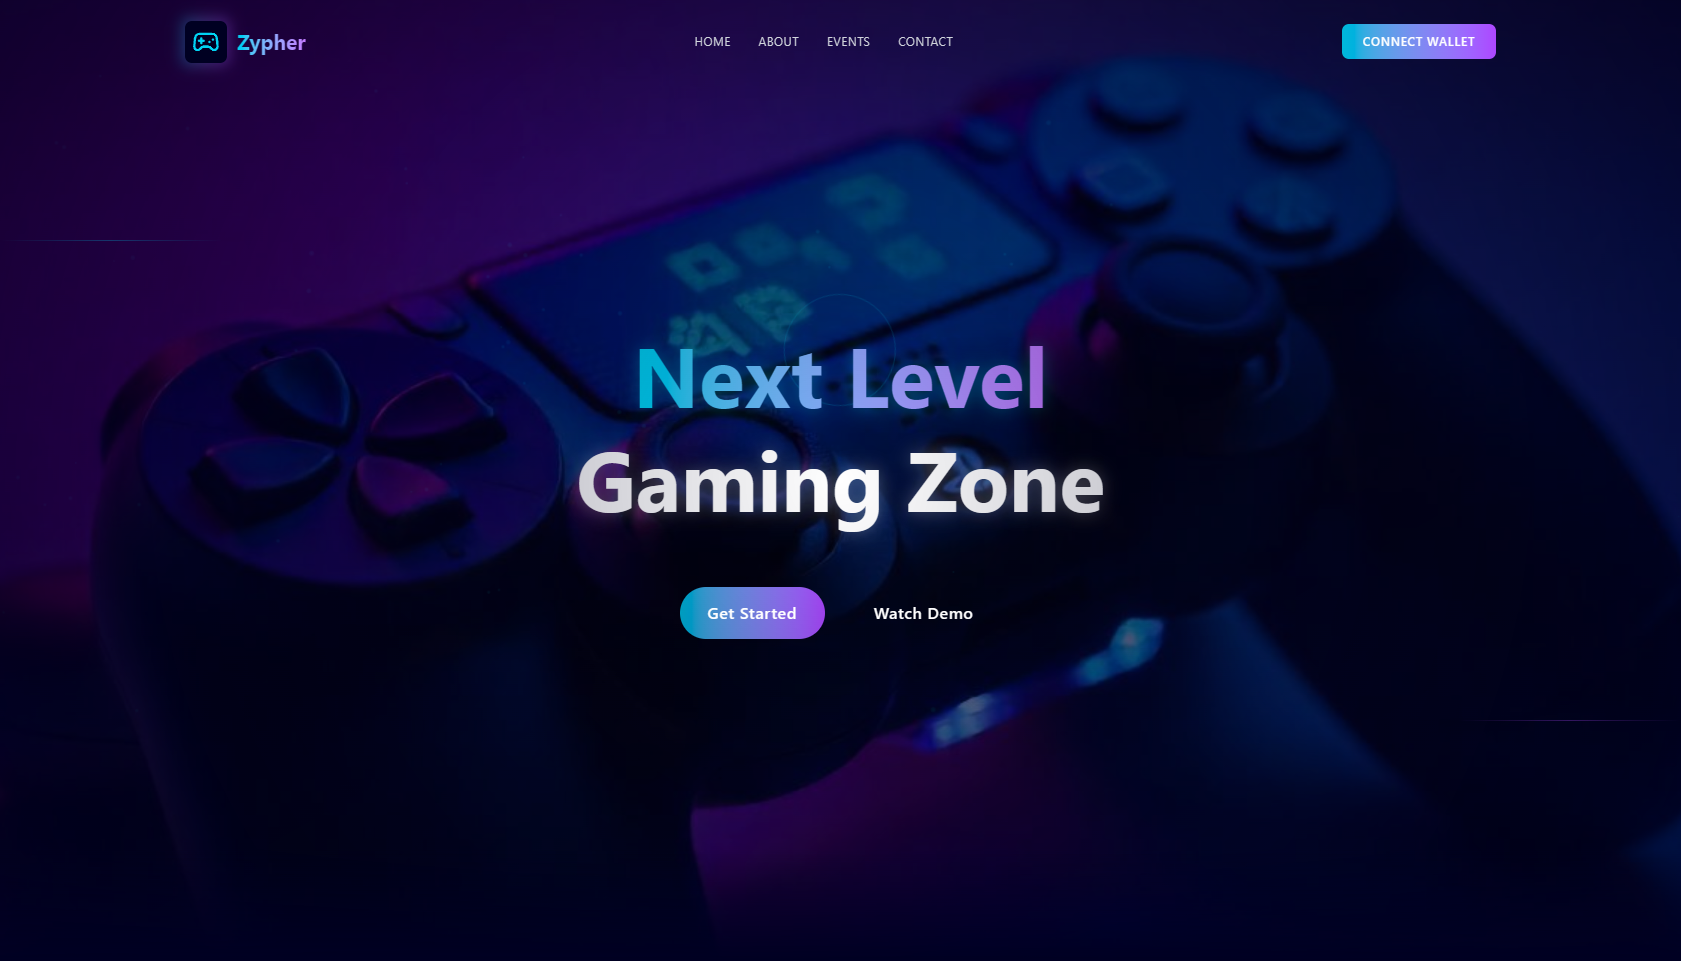 Zypher
HOME ABOUT EVENTS CONTACT
CONNECT WALLET
Next Level
Gaming Zone
Get Started
Watch Demo